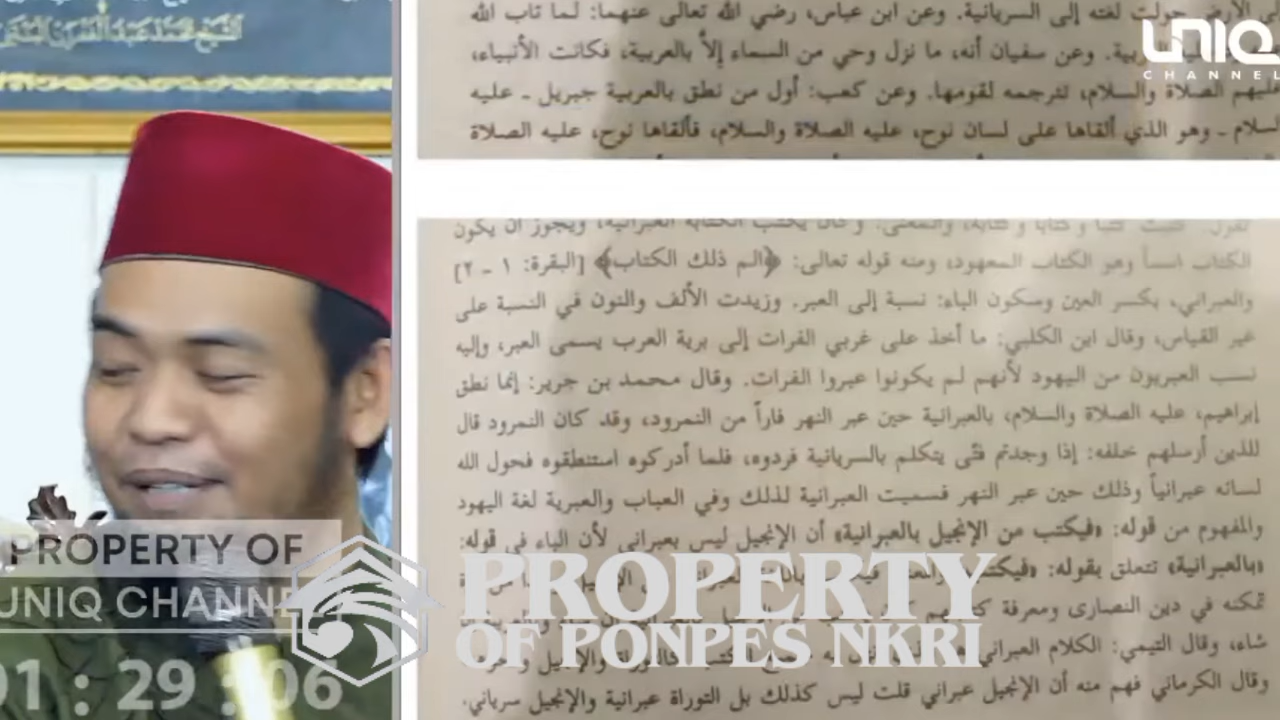 UNIQ
CHANNEL
الأرض حولت لغته إلى السريانية. وعن ابن عباس، رضي الله تعالى عنهما: لما تاب الله
وعن سفيان أنه، ما نزل وحي من السماء إلاَّ بالعربية، فكانت الأنبياء،
عليهم الصلاة والسلام، تترجمه لقومها. وعن كعب: أول من نطق بالعربية جبريل ـ عليه
السلام ـ وهو الذي ألقاها على لسان نوح، عليه الصلاة والسلام، فألقاها نوح، عليه الصلاة
ويجوز أن يكون
الكتاب اسماً وهو الكتاب المعهود، ومنه قوله تعالى: ﴿الم ذلك الكتاب﴾ [البقرة: ١ ـ ٢]
والعبراني، بكسر العين وسكون الباء: نسبة إلى العبر. وزيدت الألف والنون في النسبة على
غير القياس، وقال ابن الكلبي: ما أخذ على غربي الفرات إلى برية العرب يسمى العبر، وإليه
نسب العبريون من اليهود لأنهم لم يكونوا عبروا الفرات. وقال محمد بن جرير: إنما نطق
إبراهيم، عليه الصلاة والسلام، بالعبرانية حين عبر النهر فاراً من النمرود، وقد كان النمرود قال
للذين أرسلهم خلفه: إذا وجدتم فتًى يتكلم بالسريانية فردوه، فلما أدركوه استنطقوه فحول الله
لسانه عبرانياً وذلك حين عبر النهر فسميت العبرانية لذلك وفي العباب والعبرية لغة اليهود
والمفهوم من قوله: «فيكتب من الإنجيل بالعبرانية» أن الإنجيل ليس بعبراني لأن الباء في قوله:
«بالعبرانية» تتعلق بقوله: «فيكتب
تمكنه في دين النصارى ومعرفة
شاء، وقال التيمي: الكلام العبراني
وقال الكرماني فهم منه أن الإنجيل عبراني قلت ليس كذلك بل التوراة عبرانية والإنجيل سرياني.
PROPERTY OF
UNIQ CHANNEL
PROPERTY
OF PONPES NKRI
01 : 29 : 06